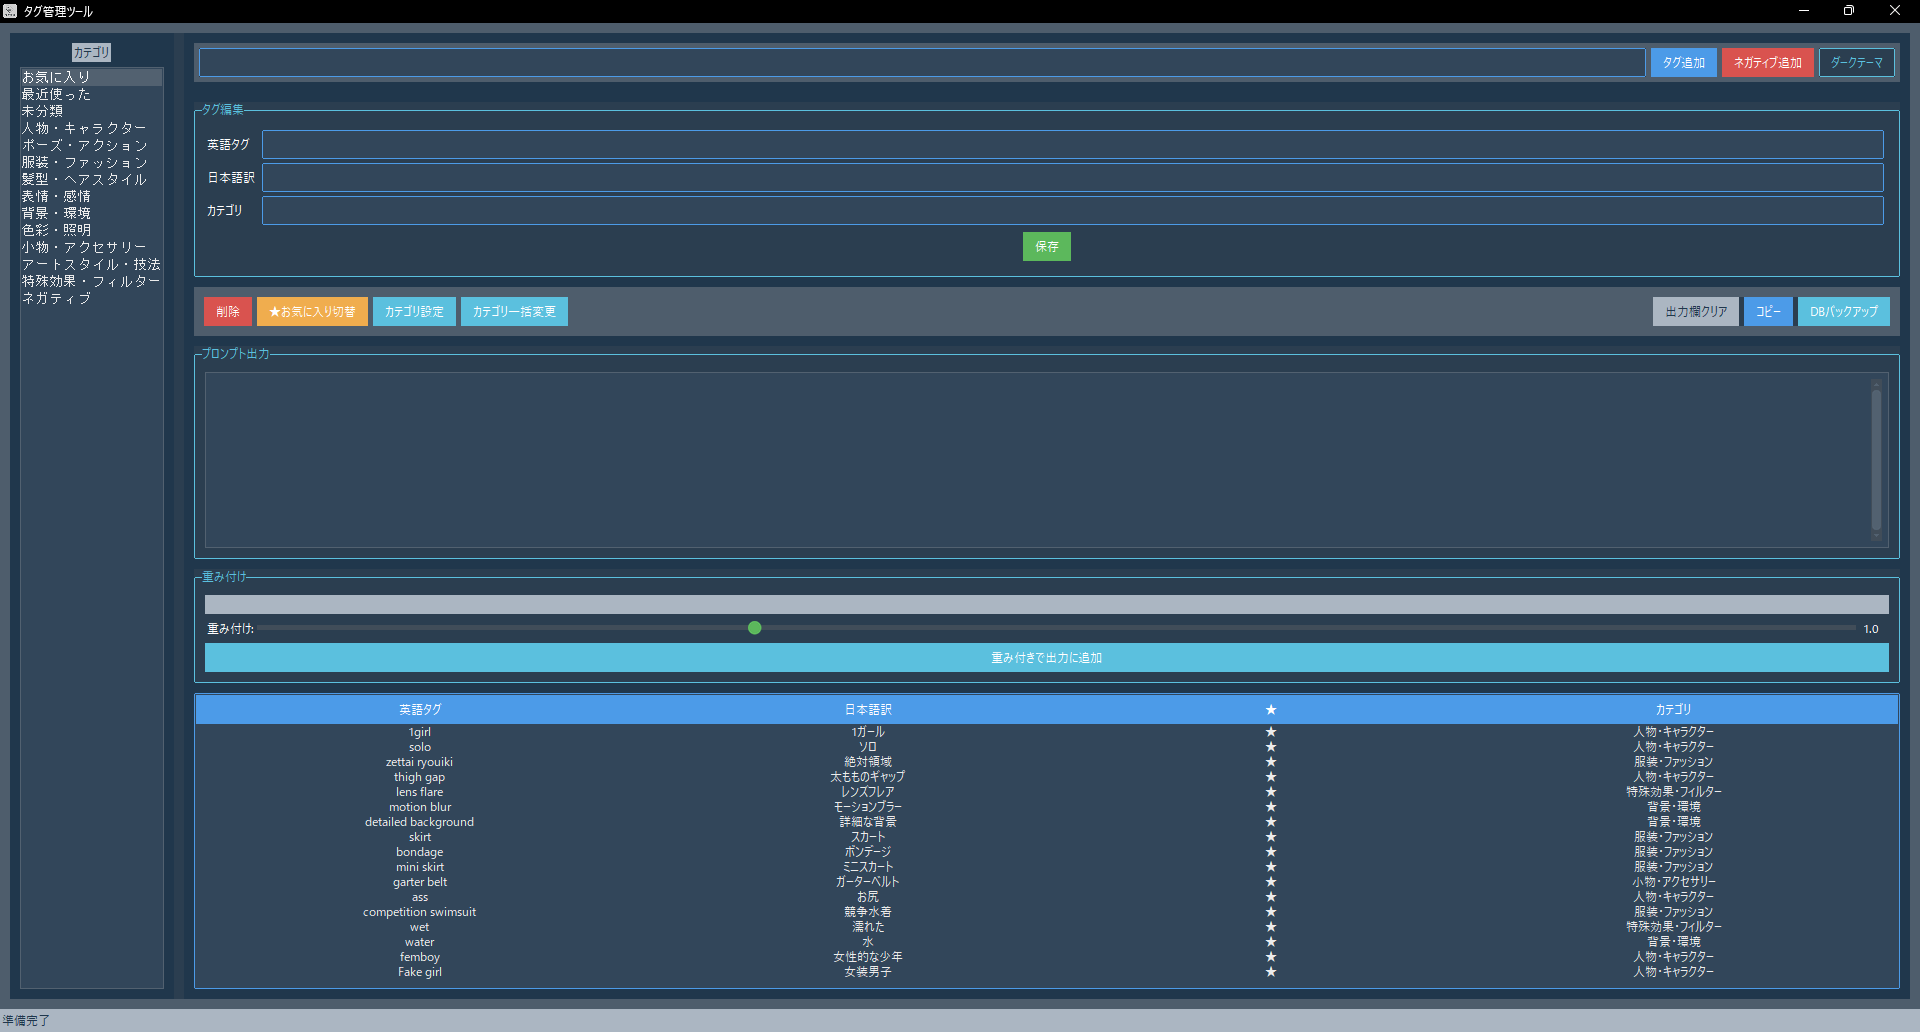 タグ管理ツール
カテゴリ
お気に入り
最近使った
未分類
人物・キャラクター
ポーズ・アクション
服装・ファッション
髪型・ヘアスタイル
表情・感情
背景・環境
色彩・照明
小物・アクセサリー
アートスタイル・技法
特殊効果・フィルター
ネガティブ
タグ追加 ネガティブ追加 ダークテーマ
タグ編集
英語タグ
日本語訳
カテゴリ
保存
削除 ★お気に入り切替 カテゴリ設定 カテゴリ一括変更 出力欄クリア コピー DBバックアップ
プロンプト出力
重み付け
重み付け: 1.0
重み付きで出力に追加
英語タグ 日本語訳 ★ カテゴリ
1girl 1ガール ★ 人物・キャラクター
solo ソロ ★ 人物・キャラクター
zettai ryouiki 絶対領域 ★ 服装・ファッション
thigh gap 太もものギャップ ★ 人物・キャラクター
lens flare レンズフレア ★ 特殊効果・フィルター
motion blur モーションブラー ★ 背景・環境
detailed background 詳細な背景 ★ 背景・環境
skirt スカート ★ 服装・ファッション
bondage ボンデージ ★ 服装・ファッション
mini skirt ミニスカート ★ 服装・ファッション
garter belt ガーターベルト ★ 小物・アクセサリー
ass お尻 ★ 人物・キャラクター
competition swimsuit 競争水着 ★ 服装・ファッション
wet 濡れた ★ 特殊効果・フィルター
water 水 ★ 背景・環境
femboy 女性的な少年 ★ 人物・キャラクター
Fake girl 女装男子 ★ 人物・キャラクター
準備完了